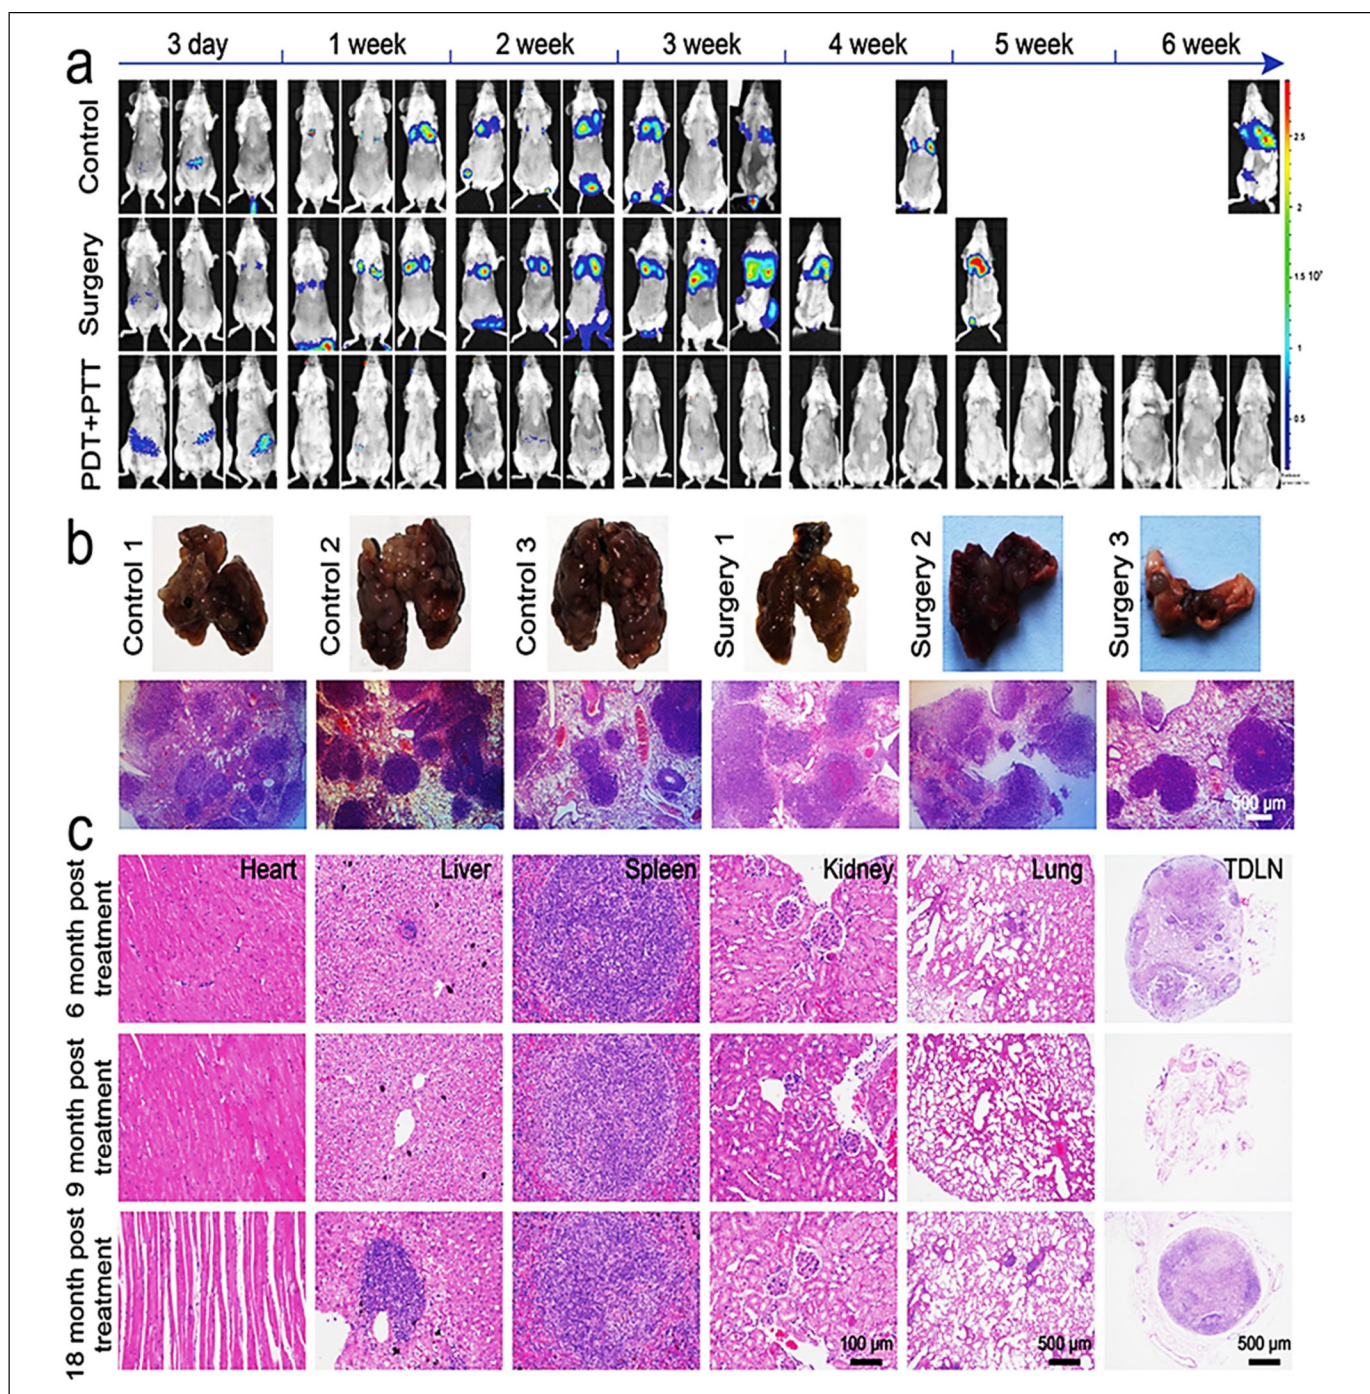 a
3 day
1 week
2 week
3 week
4 week
5 week
6 week
Control
Surgery
PDT+PTT
2.5
2
1.5 10⁷
1
0.5
b
Control 1
Control 2
Control 3
Surgery 1
Surgery 2
Surgery 3
500 µm
c
Heart
Liver
Spleen
Kidney
Lung
TDLN
6 month post
treatment
9 month post
treatment
18 month post
treatment
100 µm
500 µm
500 µm